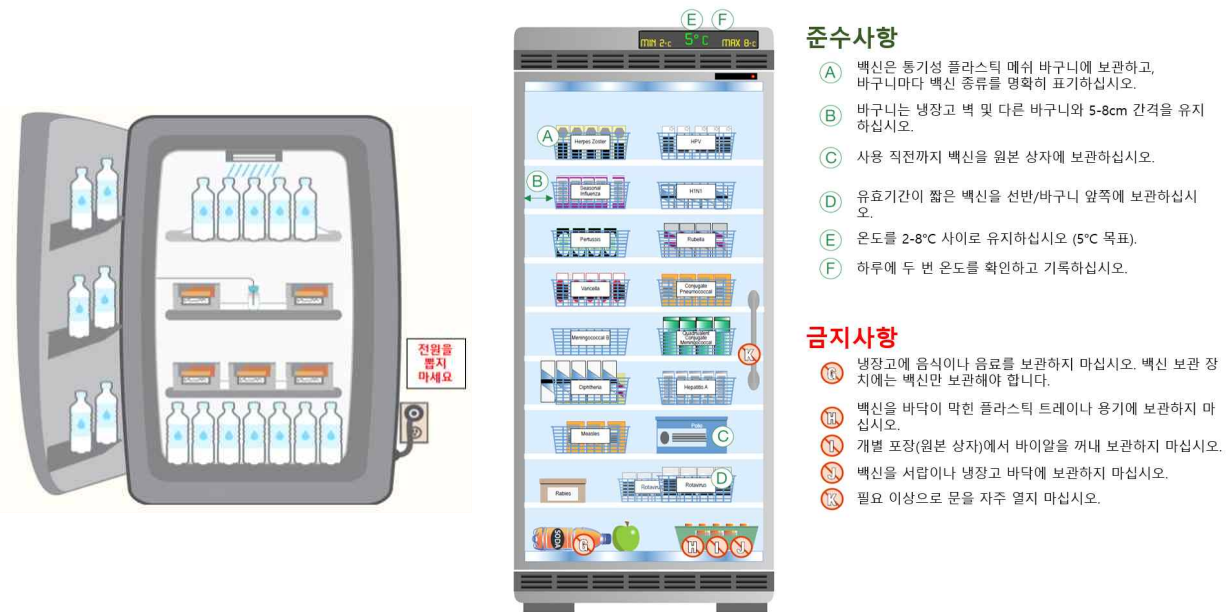 전원을
뽑지
마세요
E F
MIN 2℃ 5℃ MAX 8℃
A
Herpes Zoster
HPV
B
Seasonal
Influenza
H1N1
Pertussis
Rubella
Varicella
Conjugate
Pneumococcal
Meningococcal B
Quadrivalent
Conjugate
Meningococcal
K
Diphtheria
Hepatitis A
Measles
Polio
C
Rabies
Rotavirus
Rotavirus
D
SODA
G
H I J
준수사항
A 백신은 통기성 플라스틱 메쉬 바구니에 보관하고,
바구니마다 백신 종류를 명확히 표기하십시오.
B 바구니는 냉장고 벽 및 다른 바구니와 5-8cm 간격을 유지
하십시오.
C 사용 직전까지 백신을 원본 상자에 보관하십시오.
D 유효기간이 짧은 백신을 선반/바구니 앞쪽에 보관하십시
오.
E 온도를 2-8℃ 사이로 유지하십시오 (5℃ 목표).
F 하루에 두 번 온도를 확인하고 기록하십시오.
금지사항
G 냉장고에 음식이나 음료를 보관하지 마십시오. 백신 보관 장
치에는 백신만 보관해야 합니다.
H 백신을 바닥이 막힌 플라스틱 트레이나 용기에 보관하지 마
십시오.
I 개별 포장(원본 상자)에서 바이알을 꺼내 보관하지 마십시오.
J 백신을 서랍이나 냉장고 바닥에 보관하지 마십시오.
K 필요 이상으로 문을 자주 열지 마십시오.